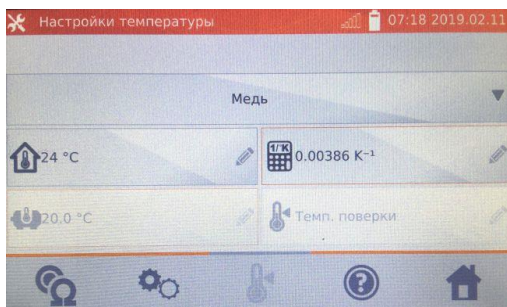 Настройки температуры 07:18 2019.02.11
Медь
24 °C 1/°K 0.00386 K⁻¹
20.0 °C Темп. поверки
?